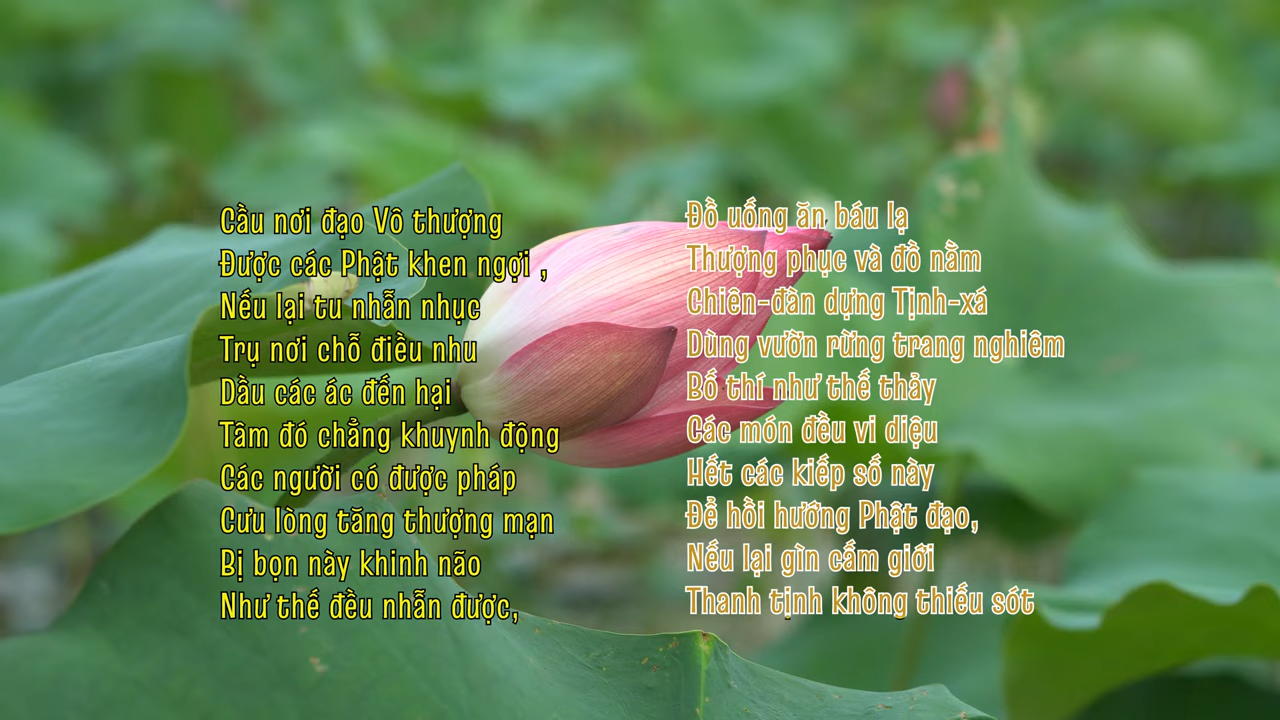 Cầu nơi đạo Vô thượng
Được các Phật khen ngợi ,
Nếu lại tu nhẫn nhục
Trụ nơi chỗ điều nhu
Dầu các ác đến hại
Tâm đó chẳng khuynh động
Các người có được pháp
Cưu lòng tăng thượng mạn
Bị bọn này khinh não
Như thế đều nhẫn được,
Đồ uống ăn báu lạ
Thượng phục và đồ nằm
Chiên-đàn dựng Tịnh-xá
Dùng vườn rừng trang nghiêm
Bố thí như thế thảy
Các món đều vi diệu
Hết các kiếp số này
Để hồi hướng Phật đạo,
Nếu lại gìn cấm giới
Thanh tịnh không thiếu sót